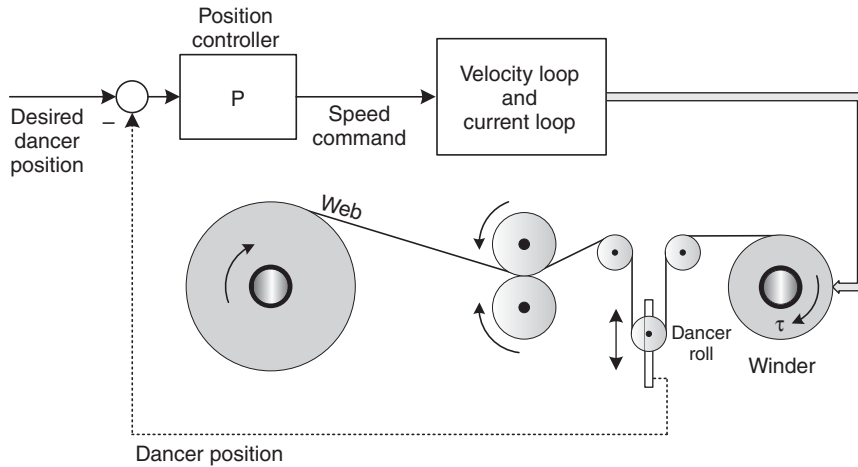 Position
controller
P
Velocity loop
and
current loop
Desired
dancer
position
–
Speed
command
Web
Dancer
roll
τ
Winder
Dancer position